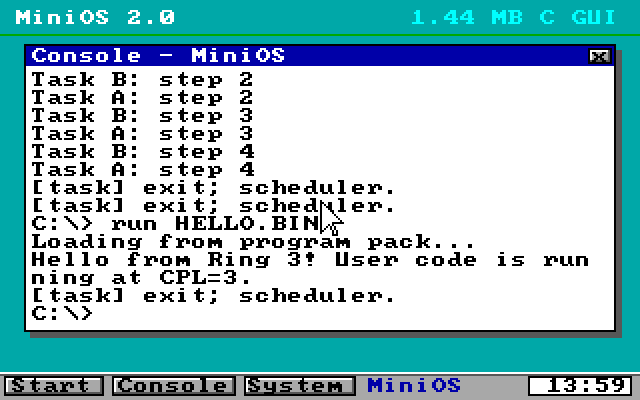 MiniOS 2.0
1.44 MB C GUI
Console - MiniOS
Task B: step 2
Task A: step 2
Task B: step 3
Task A: step 3
Task B: step 4
Task A: step 4
[task] exit; scheduler.
[task] exit; scheduler.
C:\> run HELLO.BIN
Loading from program pack...
Hello from Ring 3! User code is run
ning at CPL=3.
[task] exit; scheduler.
C:\>
Start Console System MiniOS 13:59